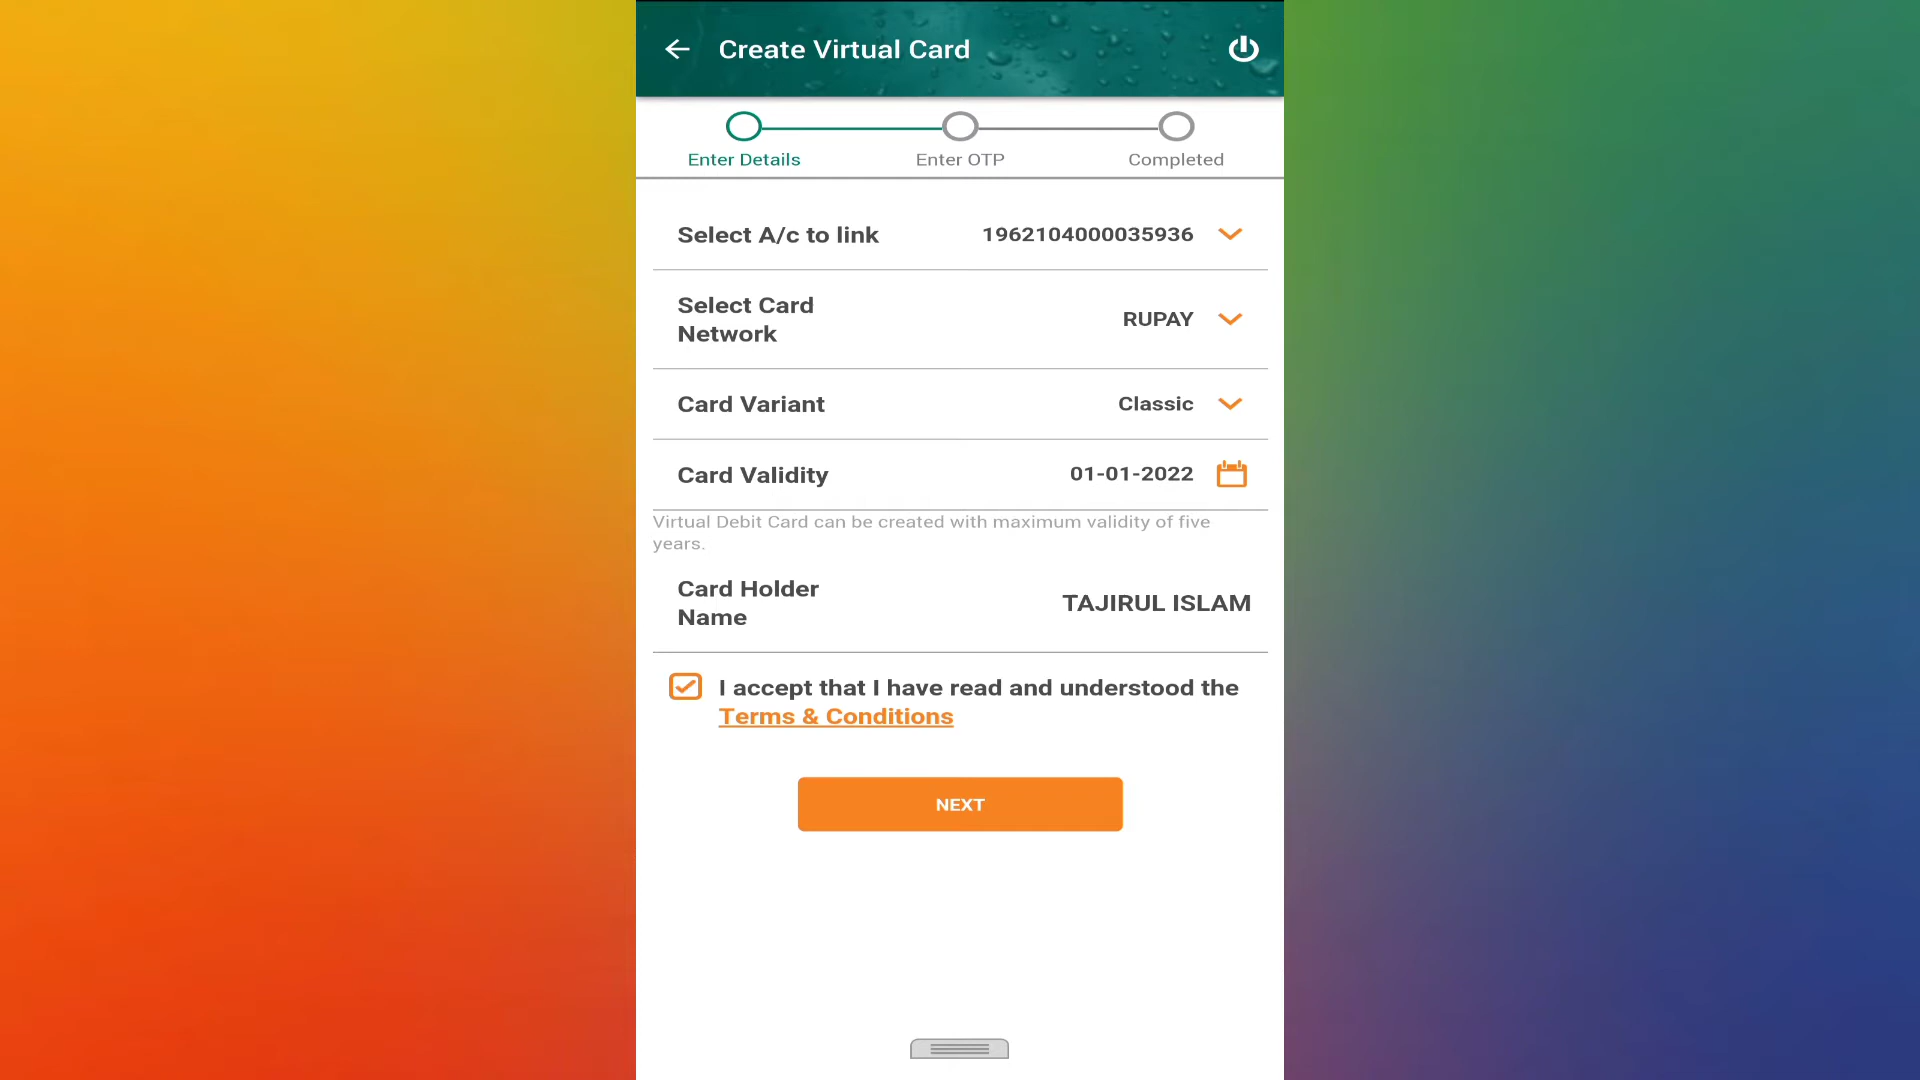 Create Virtual Card
Enter Details
Enter OTP
Completed
Select A/c to link 1962104000035936
Select Card
Network
RUPAY
Card Variant Classic
Card Validity 01-01-2022
Virtual Debit Card can be created with maximum validity of five
years.
Card Holder
Name
TAJIRUL ISLAM
I accept that I have read and understood the
Terms & Conditions
NEXT